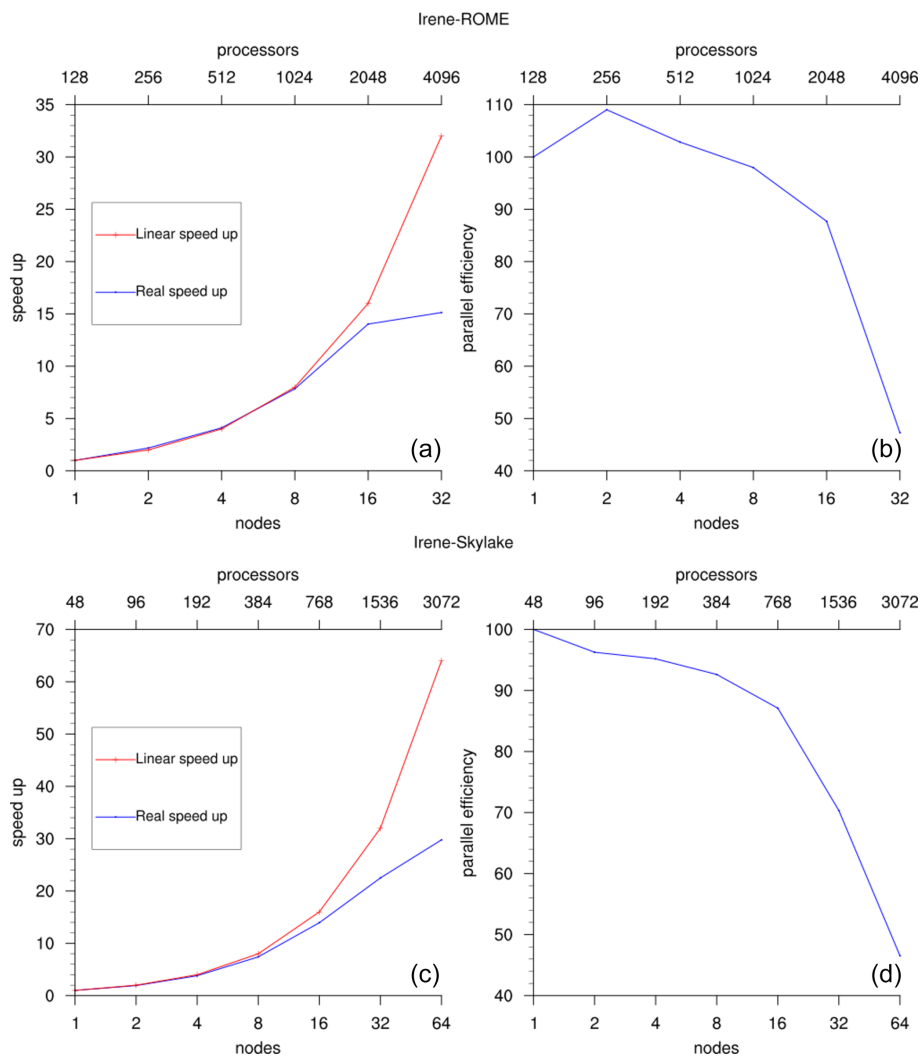 Irene-ROME
processors
128 256 512 1024 2048 4096
35
30
25
20
15
10
5
0
speed up
Linear speed up
Real speed up
(a)
1 2 4 8 16 32
nodes
processors
128 256 512 1024 2048 4096
110
100
90
80
70
60
50
40
parallel efficiency
(b)
1 2 4 8 16 32
nodes
Irene-Skylake
processors
48 96 192 384 768 1536 3072
70
60
50
40
30
20
10
0
speed up
Linear speed up
Real speed up
(c)
1 2 4 8 16 32 64
nodes
processors
48 96 192 384 768 1536 3072
100
90
80
70
60
50
40
parallel efficiency
(d)
1 2 4 8 16 32 64
nodes